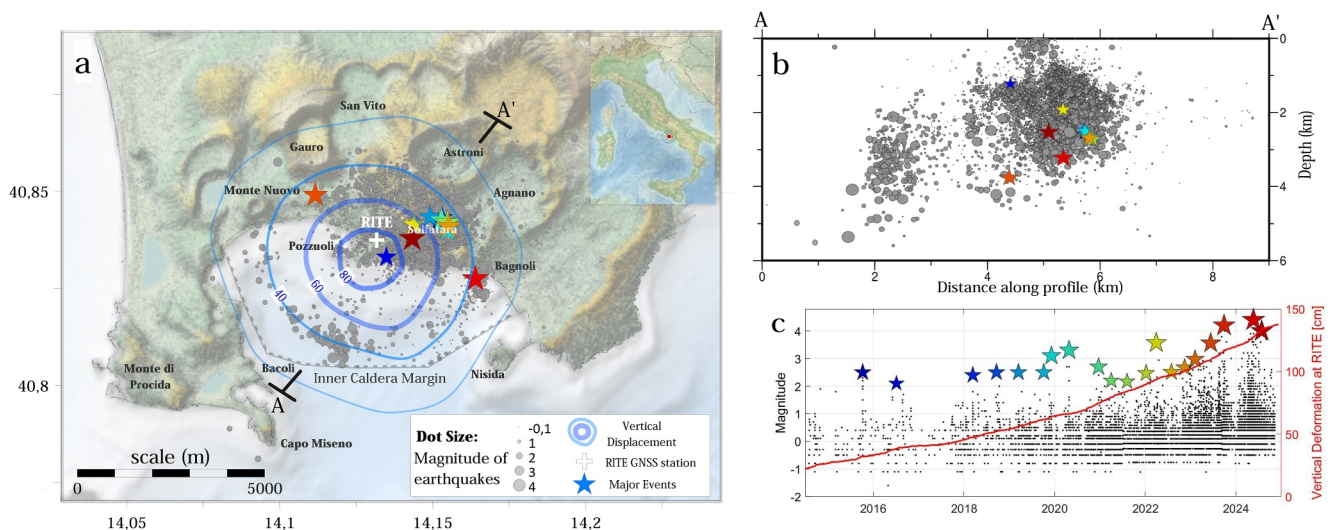 a
San Vito
A'
Gauro
Astroni
Monte Nuovo
Agnano
40,85
RITE
Solfatara
Pozzuoli
Bagnoli
80
60
40
Bacoli
Inner Caldera Margin
Nisida
Monte di
Procida
40,8
A
Capo Miseno
scale (m)
0 5000
Dot Size:
Magnitude of
earthquakes
-0,1
1
2
3
4
Vertical
Displacement
RITE GNSS station
Major Events
14,05 14,1 14,15 14,2
A A'
b
0
2
4
6
Depth (km)
0 2 4 6 8
Distance along profile (km)
c
4
3
2
1
0
-1
-2
Magnitude
150
100
50
0
Vertical Deformation at RITE [cm]
2016 2018 2020 2022 2024